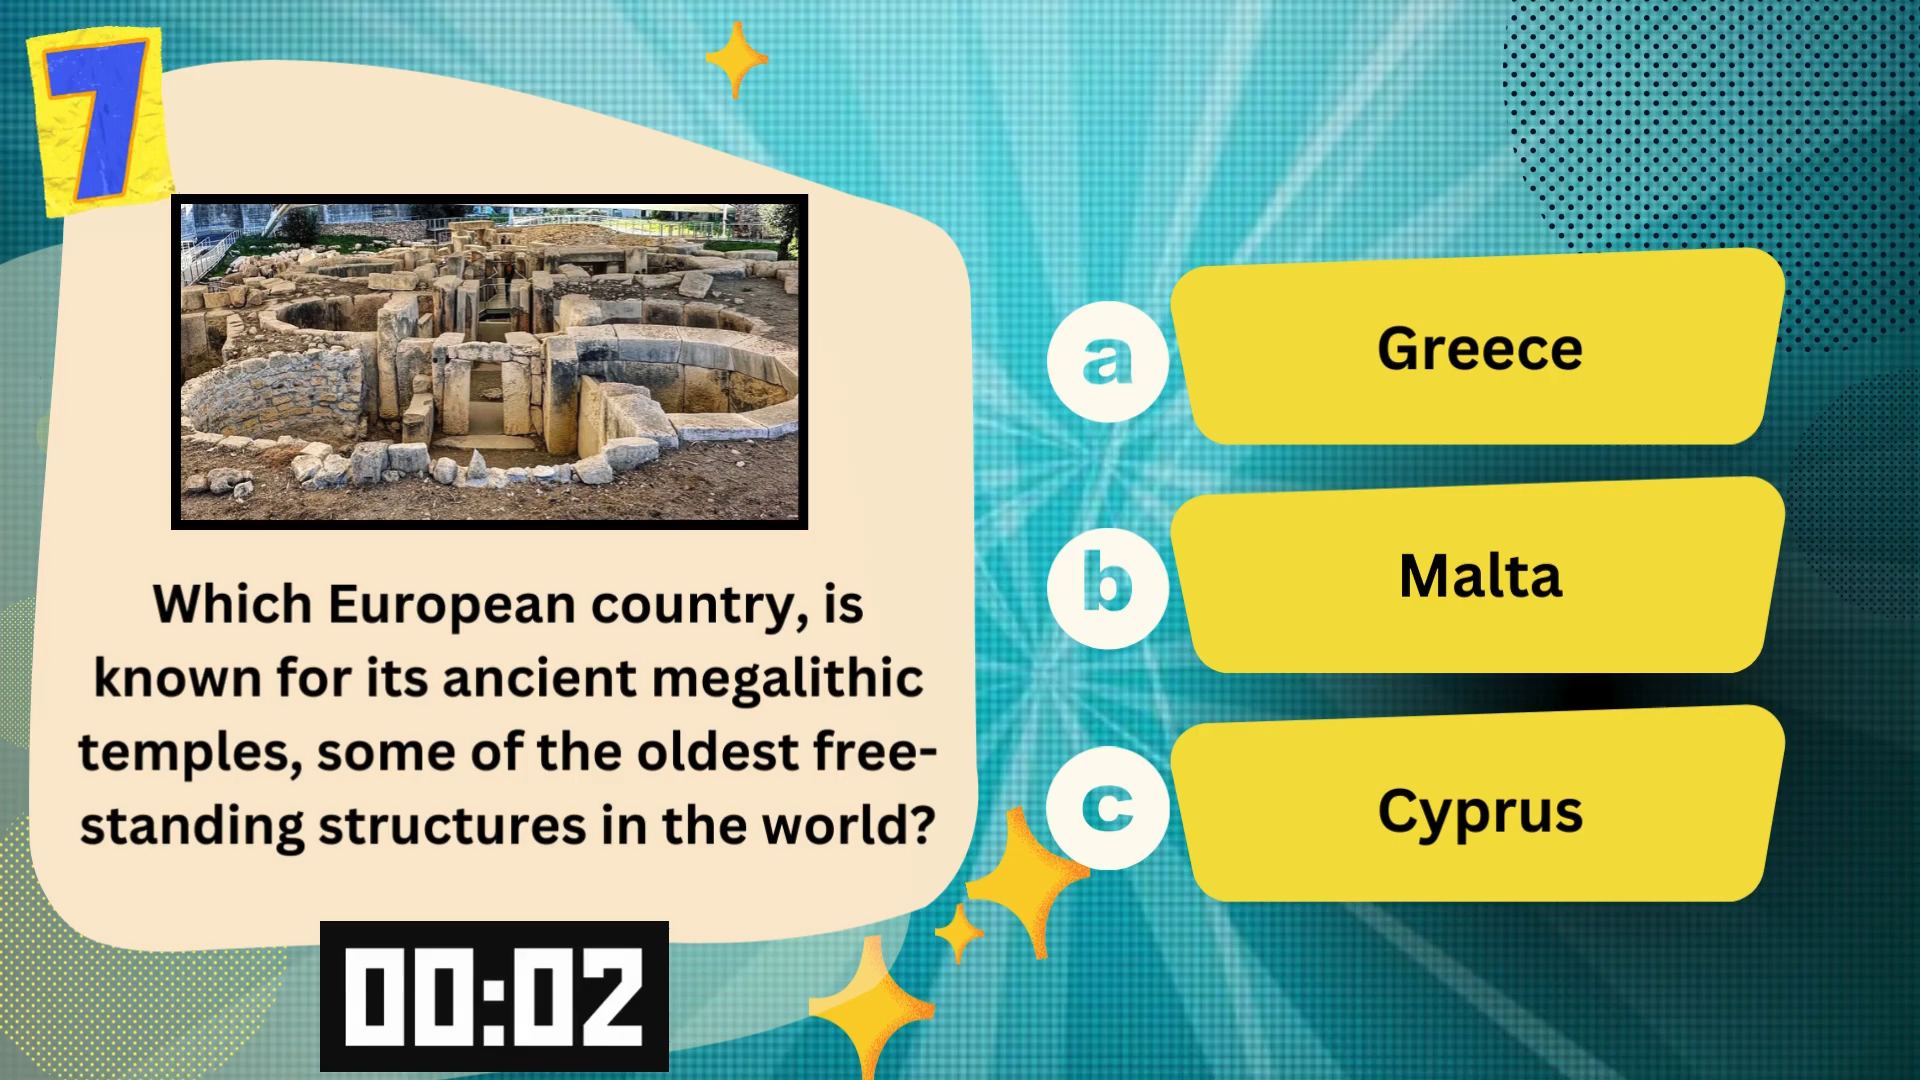 7
Which European country, is
known for its ancient megalithic
temples, some of the oldest free-
standing structures in the world?
00:02
a
Greece
b
Malta
c
Cyprus